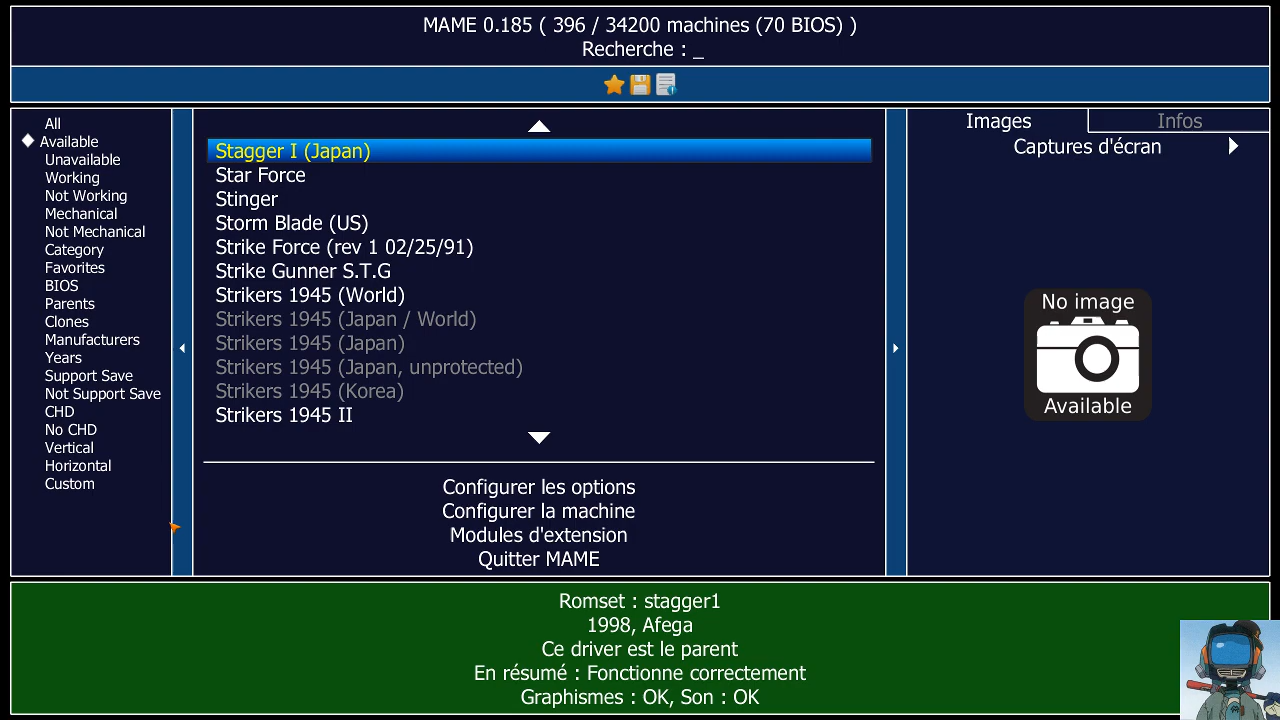 MAME 0.185 ( 396 / 34200 machines (70 BIOS) )
Recherche : _
All
Available
Unavailable
Working
Not Working
Mechanical
Not Mechanical
Category
Favorites
BIOS
Parents
Clones
Manufacturers
Years
Support Save
Not Support Save
CHD
No CHD
Vertical
Horizontal
Custom
Stagger I (Japan)
Star Force
Stinger
Storm Blade (US)
Strike Force (rev 1 02/25/91)
Strike Gunner S.T.G
Strikers 1945 (World)
Strikers 1945 (Japan / World)
Strikers 1945 (Japan)
Strikers 1945 (Japan, unprotected)
Strikers 1945 (Korea)
Strikers 1945 II
Configurer les options
Configurer la machine
Modules d'extension
Quitter MAME
Images
Infos
Captures d'écran
No image
Available
Romset : stagger1
1998, Afega
Ce driver est le parent
En résumé : Fonctionne correctement
Graphismes : OK, Son : OK